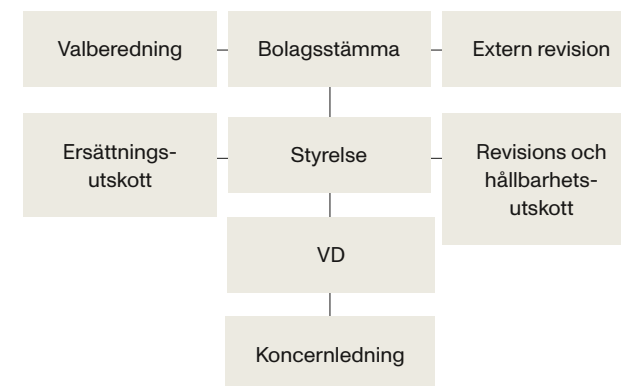 Valberedning
Bolagsstämma
Extern revision
Ersättnings-
utskott
Styrelse
Revisions och
hållbarhets-
utskott
VD
Koncernledning